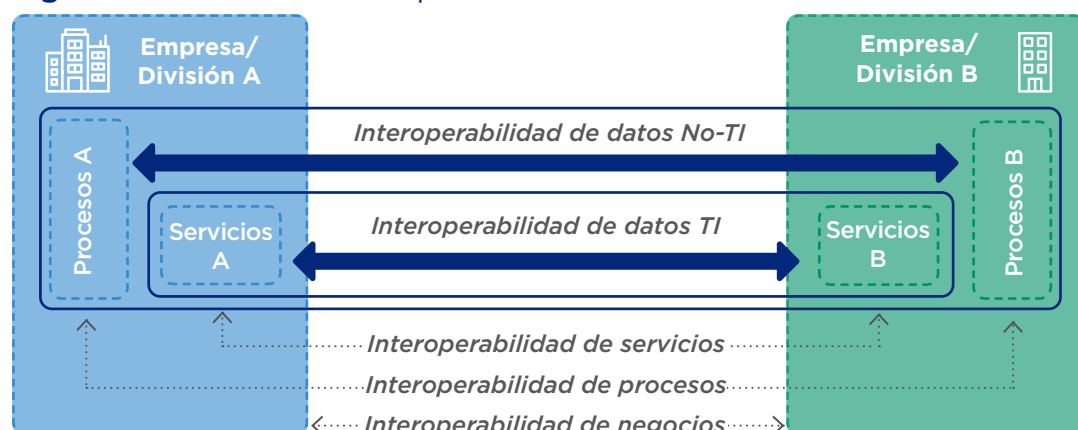 Empresa/
División A
Empresa/
División B
Interoperabilidad de datos No-TI
Procesos A
Procesos B
Interoperabilidad de datos TI
Servicios
A
Servicios
B
Interoperabilidad de servicios
Interoperabilidad de procesos
Interoperabilidad de negocios